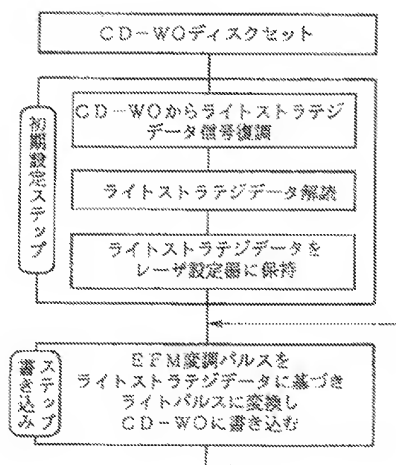 CD－WOディスクセット
初期設定ステップ
CD－WOからライトストラテジ
データ信号復調
ライトストラテジデータ解読
ライトストラテジデータを
レーザ設定器に保持
書き込み
ステップ
EFM変調パルスを
ライトストラテジデータに基づき
ライトパルスに変換し
CD－WOに書き込む